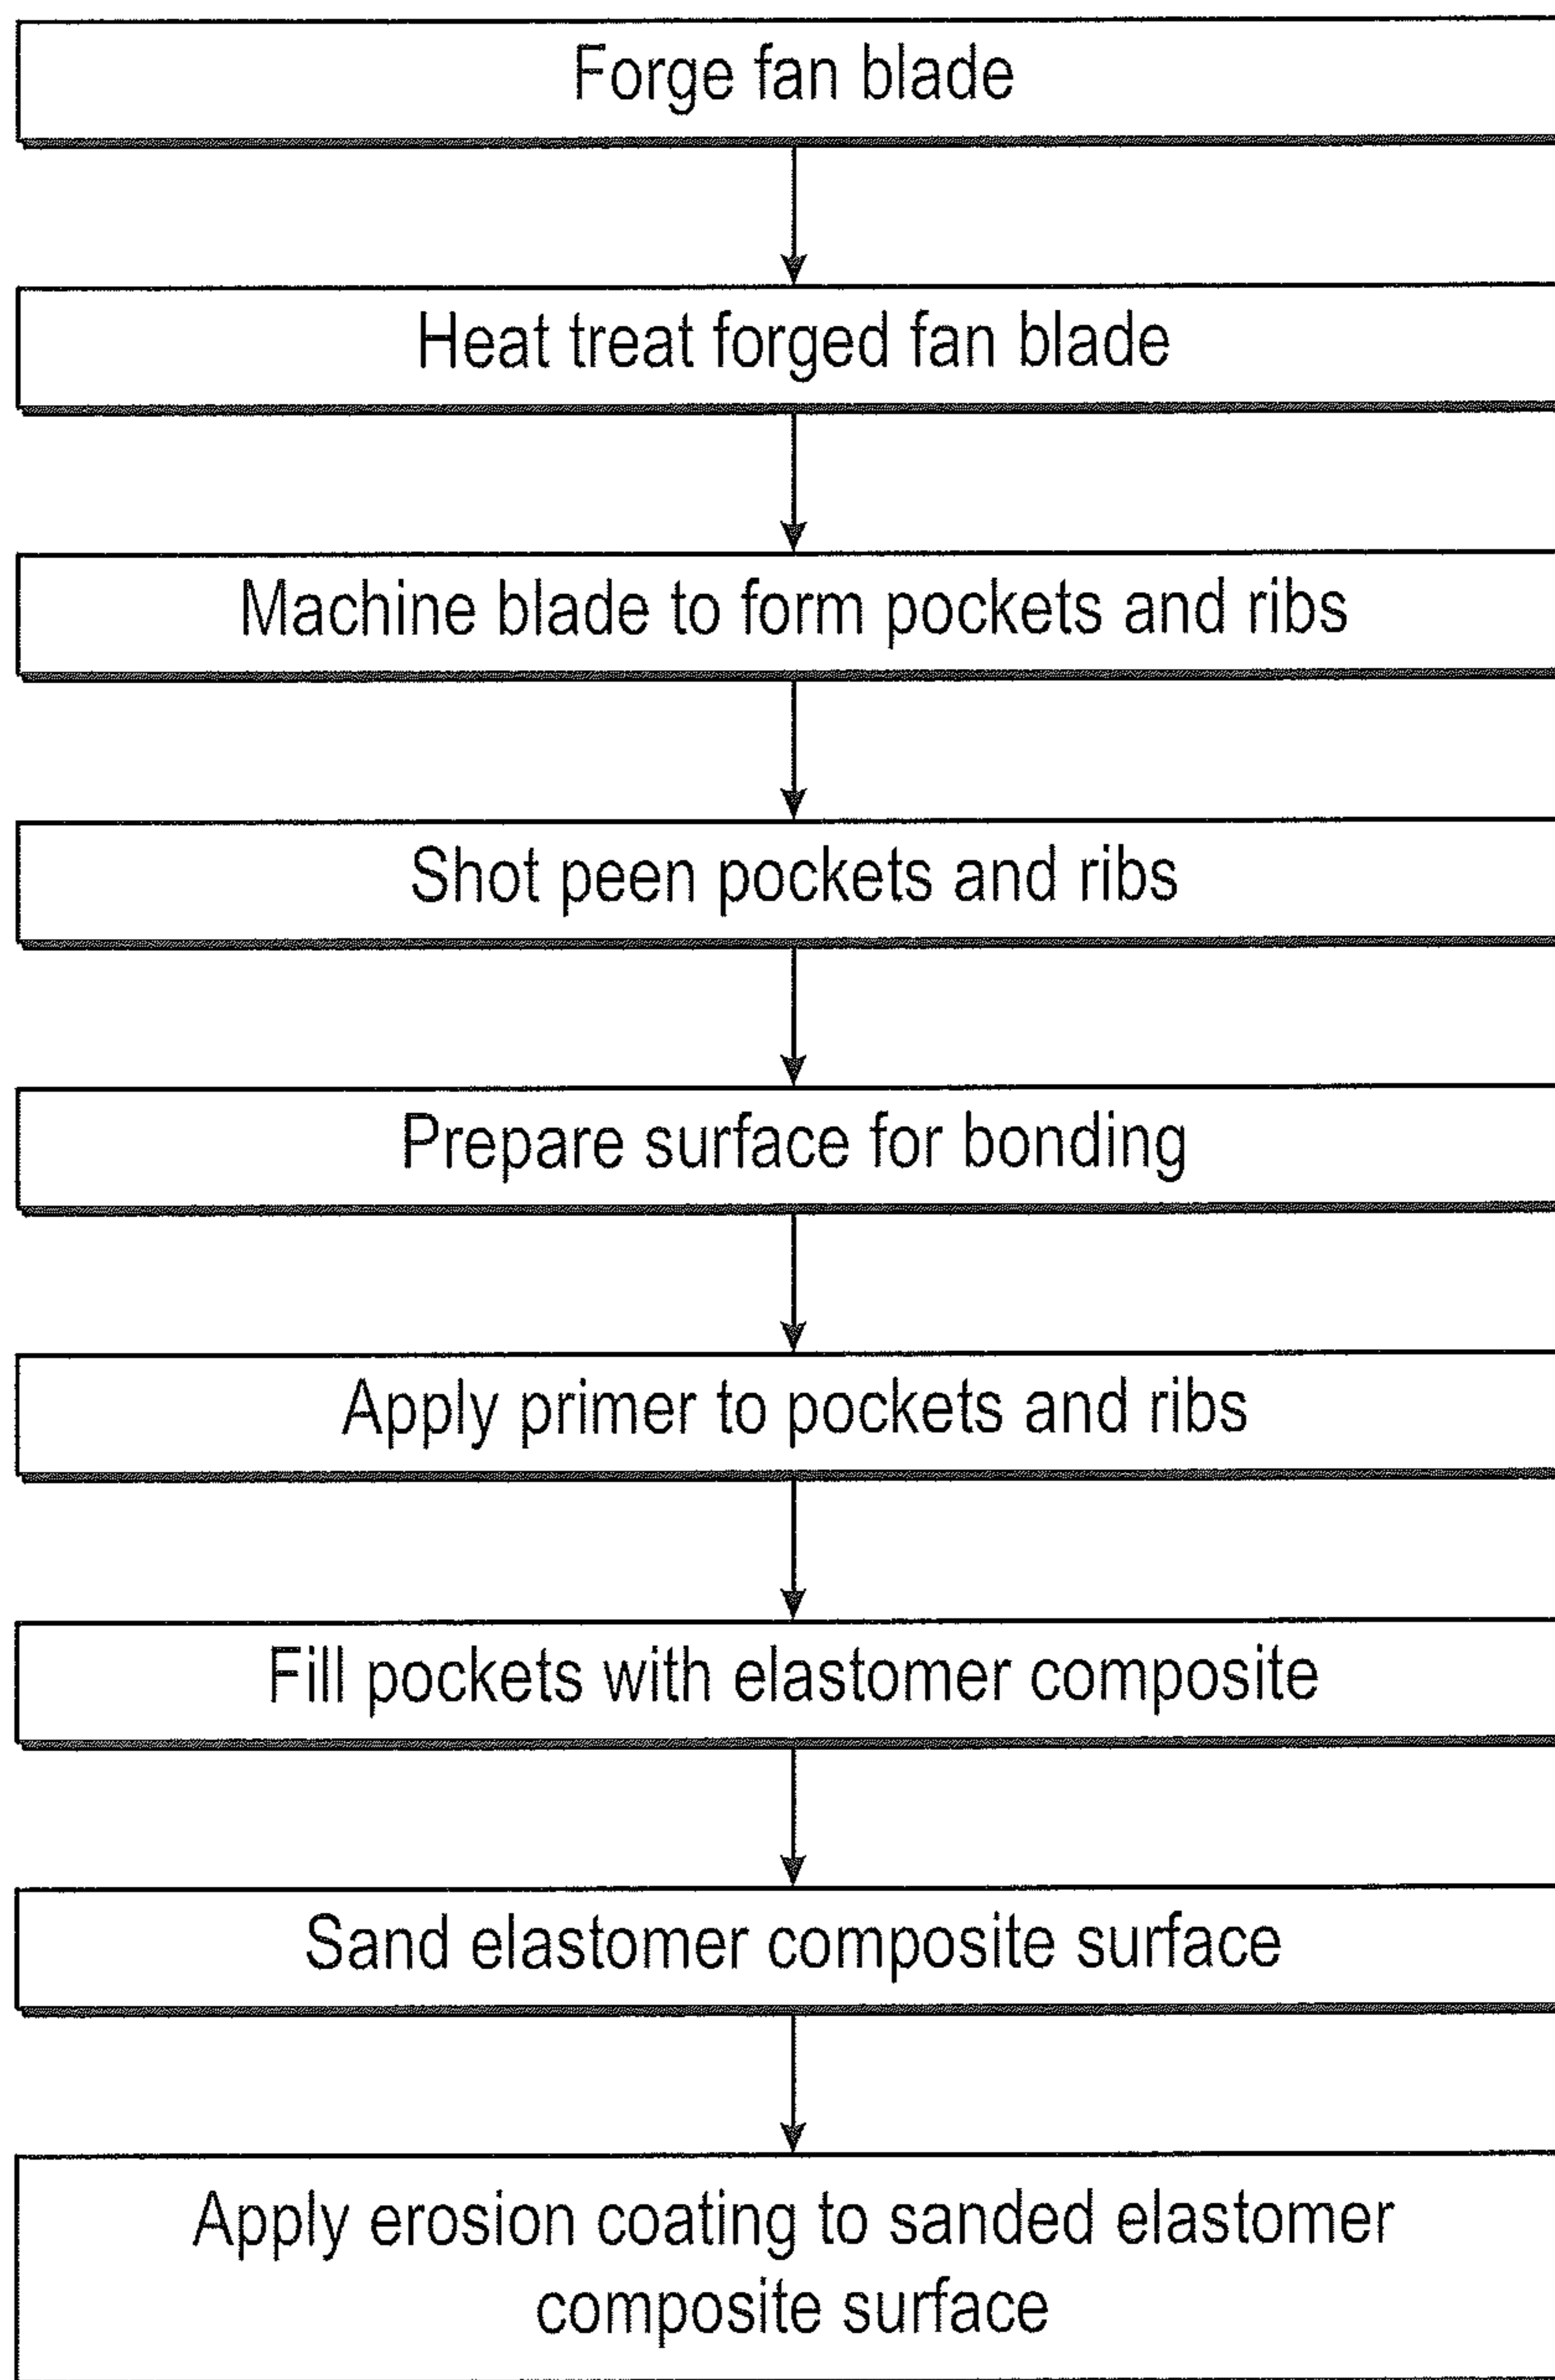 Forge fan blade
Heat treat forged fan blade
Machine blade to form pockets and ribs
Shot peen pockets and ribs
Prepare surface for bonding
Apply primer to pockets and ribs
Fill pockets with elastomer composite
Sand elastomer composite surface
Apply erosion coating to sanded elastomer
composite surface